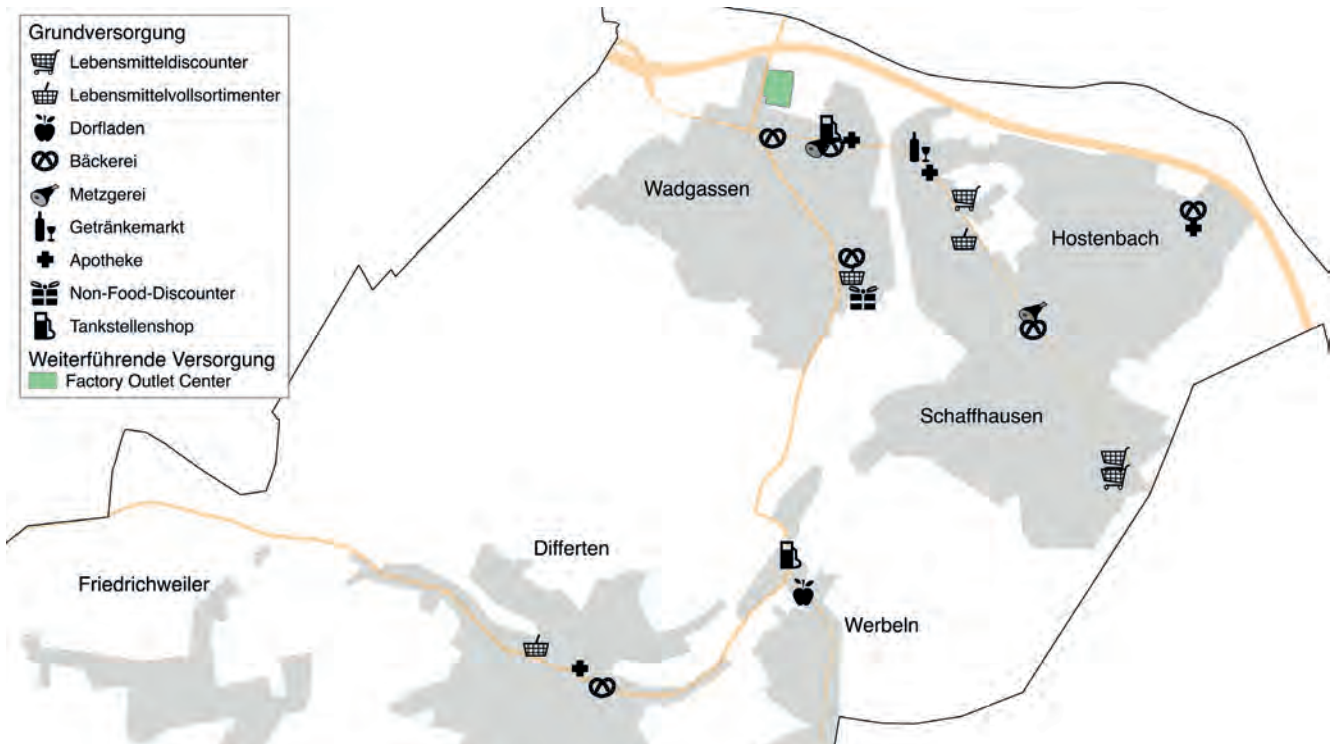 Grundversorgung
Lebensmitteldiscounter
Lebensmittelvollsortimenter
Dorfladen
Bäckerei
Metzgerei
Getränkemarkt
Apotheke
Non-Food-Discounter
Tankstellenshop
Weiterführende Versorgung
Factory Outlet Center
Wadgassen
Hostenbach
Schaffhausen
Differten
Friedrichweiler
Werbeln